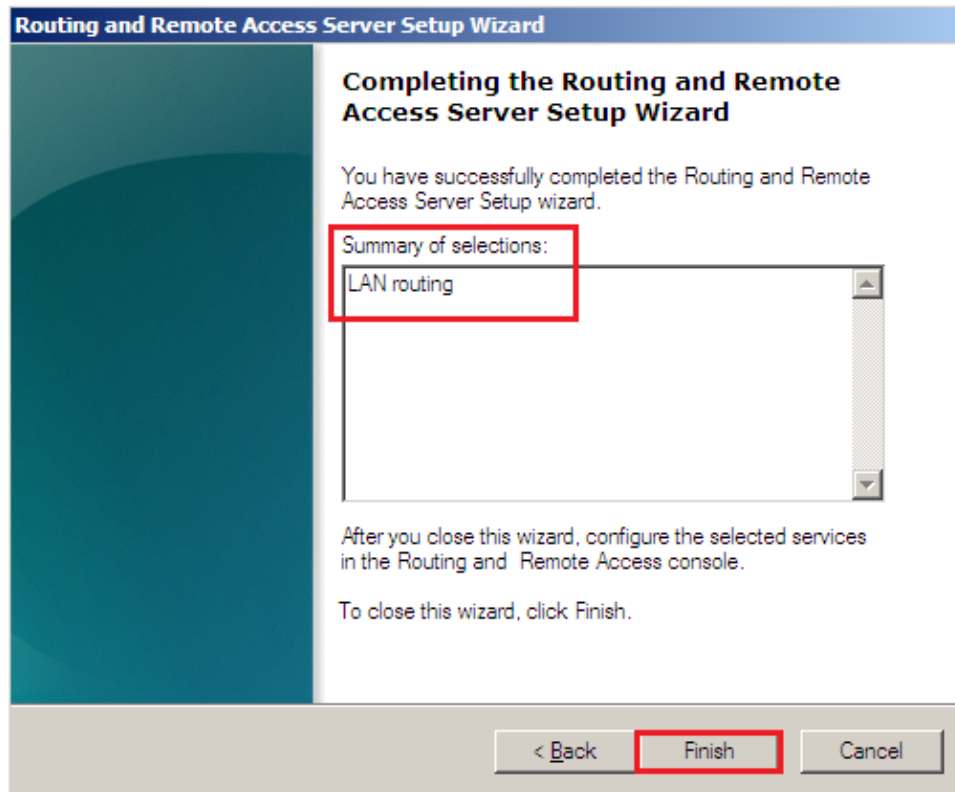 Routing and Remote Access Server Setup Wizard
Completing the Routing and Remote
Access Server Setup Wizard
You have successfully completed the Routing and Remote
Access Server Setup wizard.
Summary of selections:
LAN routing
After you close this wizard, configure the selected services
in the Routing and  Remote Access console.
To close this wizard, click Finish.
< Back
Finish
Cancel